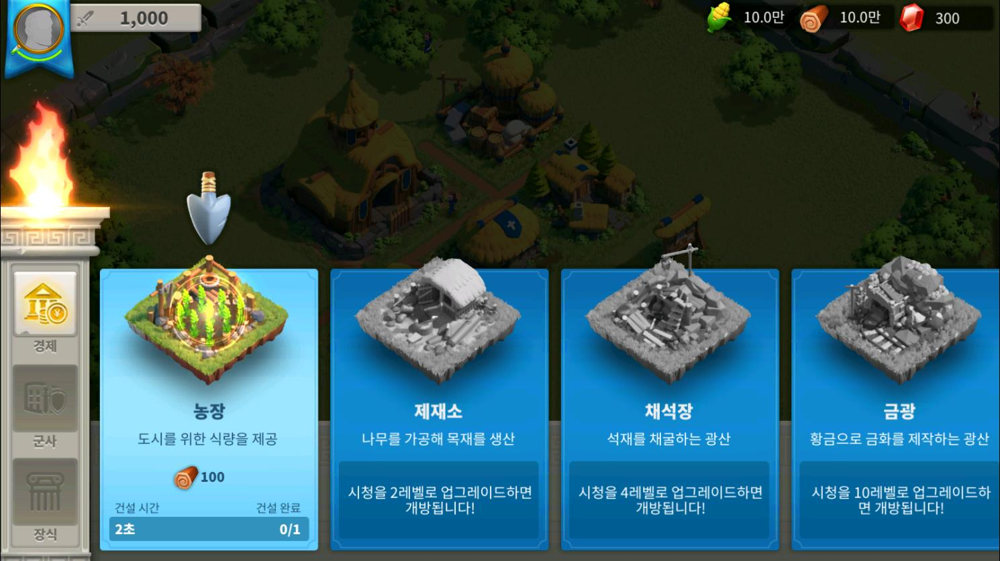 1,000
10.0만
10.0만
300
경제
군사
장식
농장
도시를 위한 식량을 제공
100
건설 시간
건설 완료
2초
0/1
제재소
나무를 가공해 목재를 생산
시청을 2레벨로 업그레이드하면
개방됩니다!
채석장
석재를 채굴하는 광산
시청을 4레벨로 업그레이드하면
개방됩니다!
금광
황금으로 금화를 제작하는 광산
시청을 10레벨로 업그레이드하
면 개방됩니다!